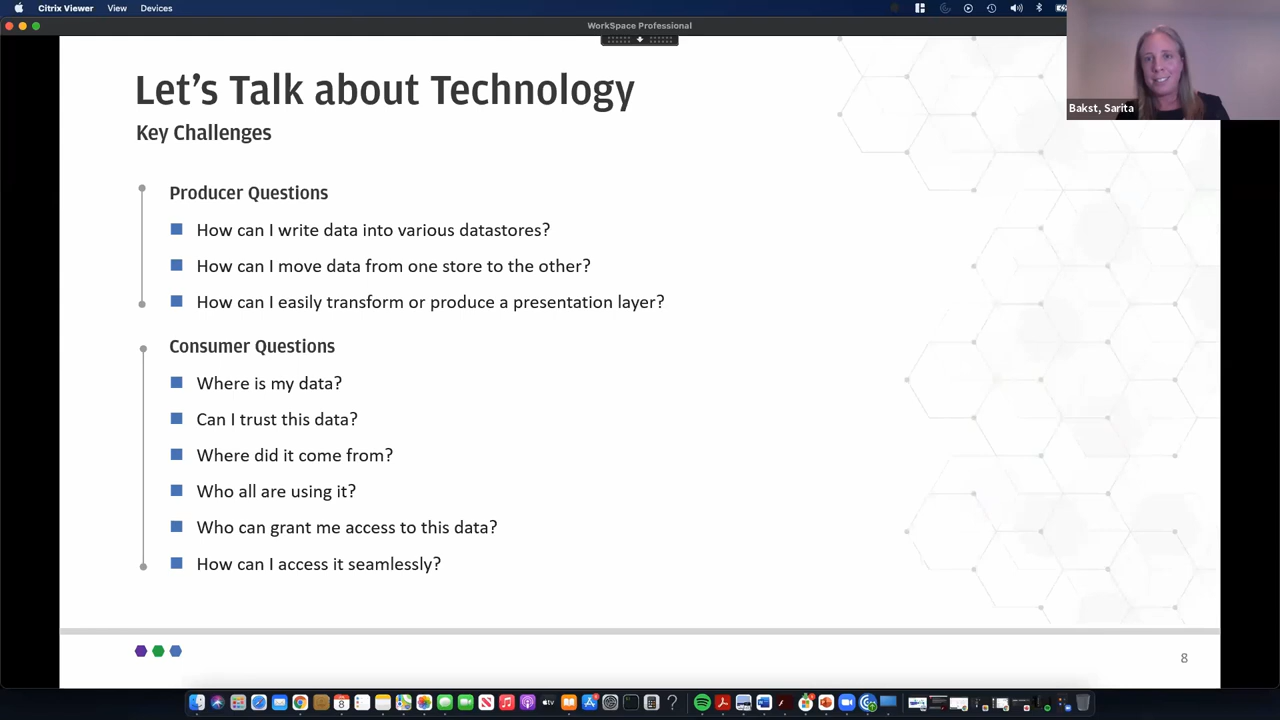 Citrix Viewer View Devices
WorkSpace Professional
Bakst, Sarita
Let's Talk about Technology
Key Challenges
Producer Questions
How can I write data into various datastores?
How can I move data from one store to the other?
How can I easily transform or produce a presentation layer?
Consumer Questions
Where is my data?
Can I trust this data?
Where did it come from?
Who all are using it?
Who can grant me access to this data?
How can I access it seamlessly?
8